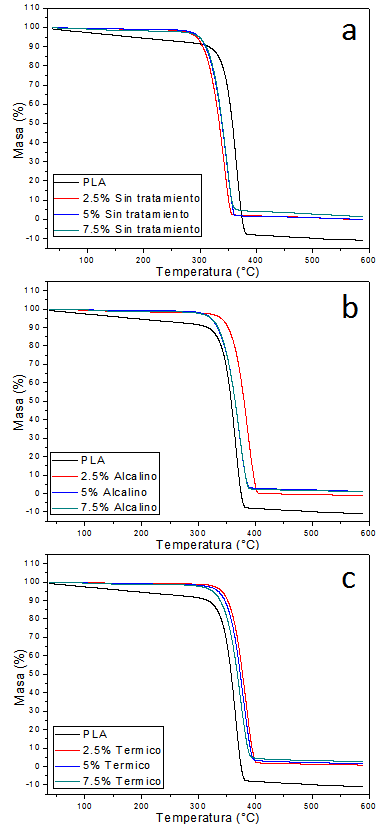 110
100
90
80
70
60
50
40
30
20
10
0
-10
Masa (%)
a
PLA
2.5% Sin tratamiento
5% Sin tratamiento
7.5% Sin tratamiento
100 200 300 400 500 600
Temperatura (°C)
110
100
90
80
70
60
50
40
30
20
10
0
-10
Masa (%)
b
PLA
2.5% Alcalino
5% Alcalino
7.5% Alcalino
100 200 300 400 500 600
Temperatura (°C)
110
100
90
80
70
60
50
40
30
20
10
0
-10
Masa (%)
c
PLA
2.5% Termico
5% Termico
7.5% Termico
100 200 300 400 500 600
Temperatura (°C)